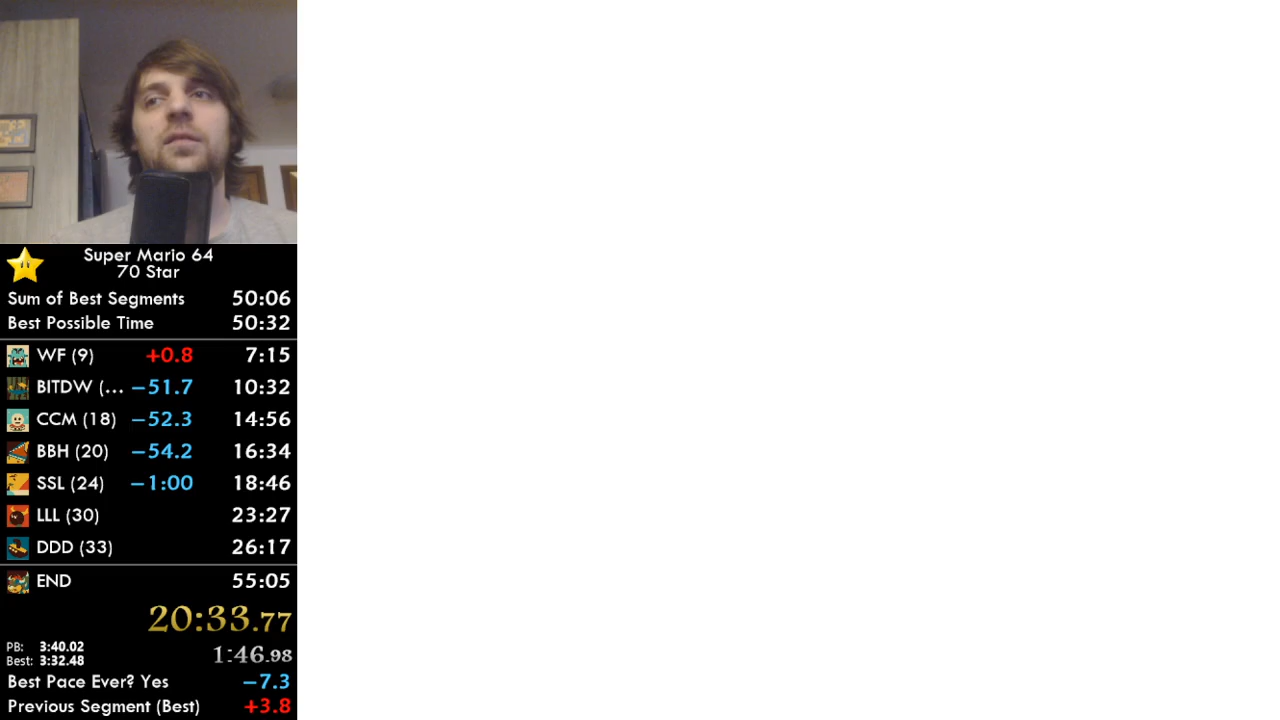 Super Mario 64
70 Star
Sum of Best Segments 50:06
Best Possible Time 50:32
WF (9) +0.8 7:15
BITDW (... −51.7 10:32
CCM (18) −52.3 14:56
BBH (20) −54.2 16:34
SSL (24) −1:00 18:46
LLL (30) 23:27
DDD (33) 26:17
END 55:05
20:33.77
PB: 3:40.02
Best: 3:32.48
1:46.98
Best Pace Ever? Yes −7.3
Previous Segment (Best) +3.8